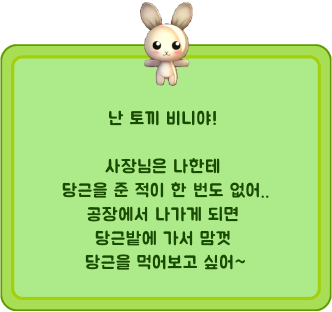 난 토끼 비니야!
사장님은 나한테
당근을 준 적이 한 번도 없어..
공장에서 나가게 되면
당근밭에 가서 맘껏
당근을 먹어보고 싶어~